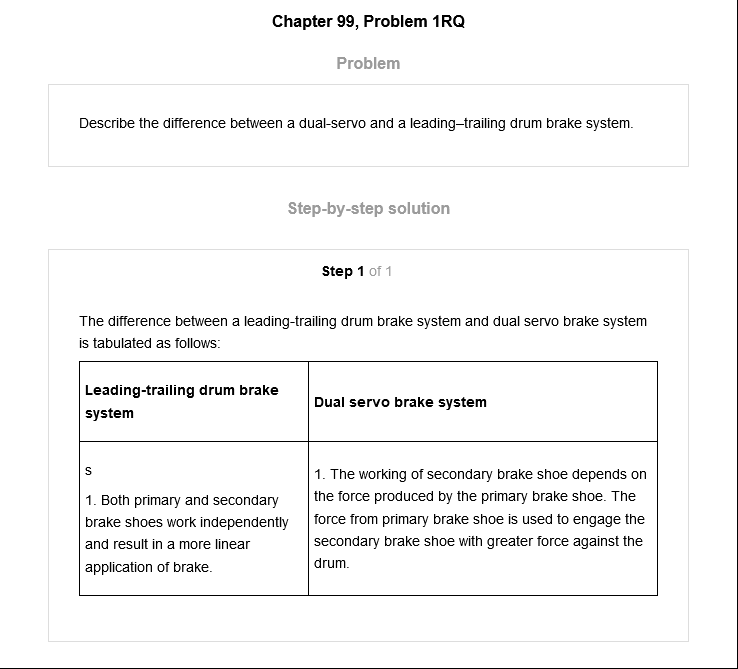 Chapter 99, Problem 1RQ
Problem
Describe the difference between a dual-servo and a leading–trailing drum brake system.
Step-by-step solution
Step 1 of 1
The difference between a leading-trailing drum brake system and dual servo brake system
is tabulated as follows:
Leading-trailing drum brake
system
Dual servo brake system
s
1. Both primary and secondary
brake shoes work independently
and result in a more linear
application of brake.
1. The working of secondary brake shoe depends on
the force produced by the primary brake shoe. The
force from primary brake shoe is used to engage the
secondary brake shoe with greater force against the
drum.